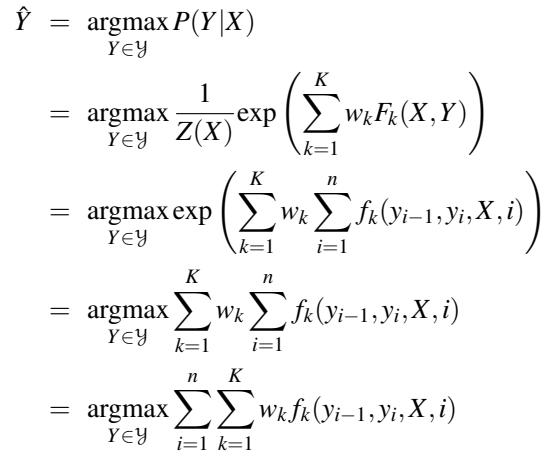 Ŷ = argmax_{Y∈𝒴} P(Y|X)
= argmax_{Y∈𝒴} \frac{1}{Z(X)} exp ( ∑_{k=1}^{K} w_k F_k(X,Y) )
= argmax_{Y∈𝒴} exp ( ∑_{k=1}^{K} w_k ∑_{i=1}^{n} f_k(y_{i−1}, y_i, X, i) )
= argmax_{Y∈𝒴} ∑_{k=1}^{K} w_k ∑_{i=1}^{n} f_k(y_{i−1}, y_i, X, i)
= argmax_{Y∈𝒴} ∑_{i=1}^{n} ∑_{k=1}^{K} w_k f_k(y_{i−1}, y_i, X, i)